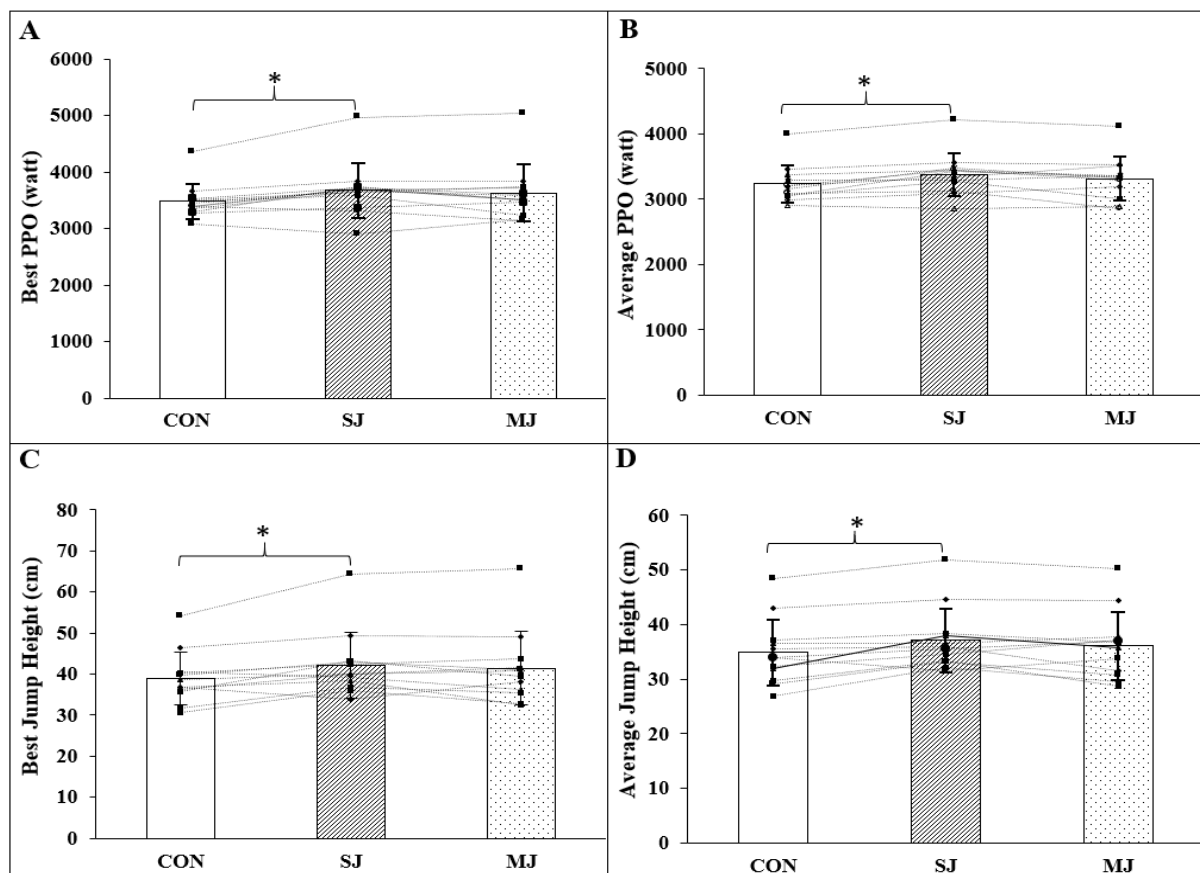 A
Best PPO (watt)
6000
5000
4000
3000
2000
1000
0
*
CON SJ MJ
B
Average PPO (watt)
5000
4000
3000
2000
1000
0
*
CON SJ MJ
C
Best Jump Height (cm)
80
70
60
50
40
30
20
10
0
*
CON SJ MJ
D
Average Jump Height (cm)
60
50
40
30
20
10
0
*
CON SJ MJ